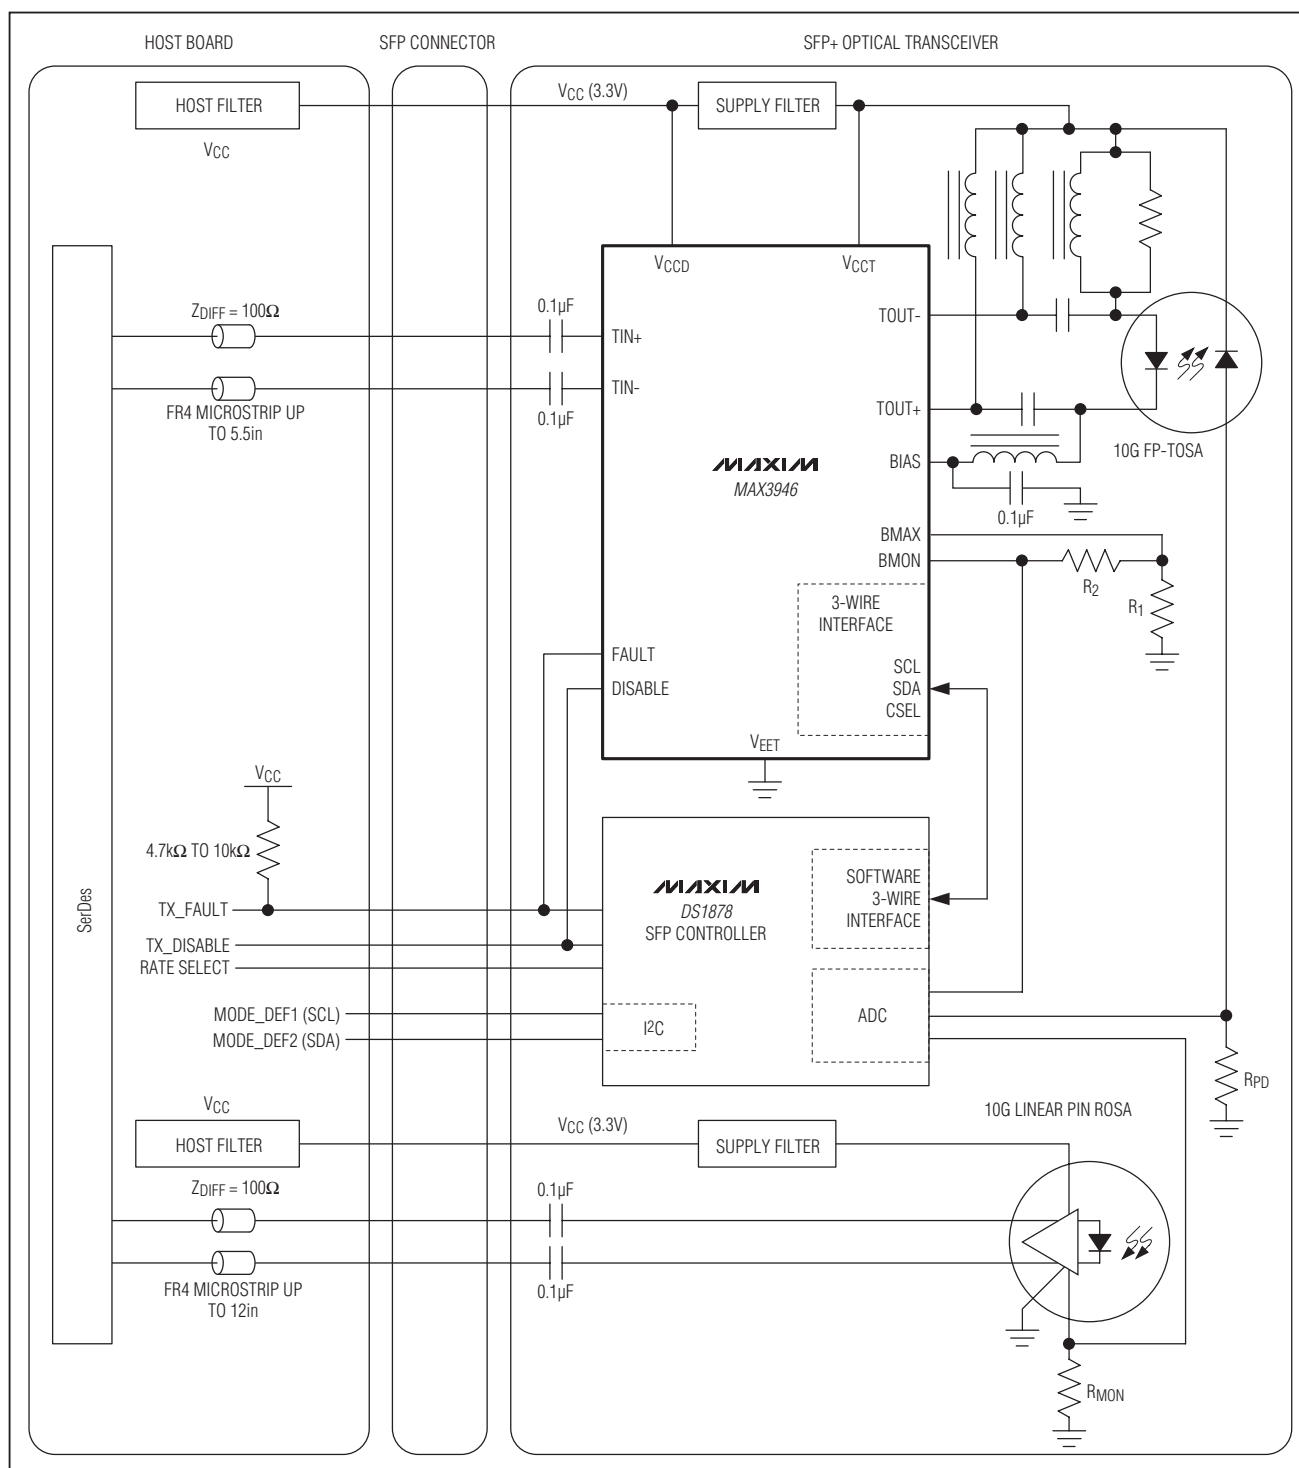 HOST BOARD
SFP CONNECTOR
SFP+ OPTICAL TRANSCEIVER
HOST FILTER
VCC (3.3V)
SUPPLY FILTER
VCC
VCCD
VCCT
ZDIFF = 100Ω
0.1µF
TIN+
TOUT-
TIN-
FR4 MICROSTRIP UP
TO 5.5in
0.1µF
TOUT+
10G FP-TOSA
MAXIM
MAX3946
BIAS
0.1µF
BMAX
BMON
R2
R1
3-WIRE
INTERFACE
FAULT
SCL
DISABLE
SDA
CSEL
VEET
VCC
4.7kΩ TO 10kΩ
SerDes
TX_FAULT
MAXIM
DS1878
SFP CONTROLLER
SOFTWARE
3-WIRE
INTERFACE
TX_DISABLE
RATE SELECT
MODE_DEF1 (SCL)
MODE_DEF2 (SDA)
I2C
ADC
RPD
VCC
HOST FILTER
VCC (3.3V)
SUPPLY FILTER
10G LINEAR PIN ROSA
ZDIFF = 100Ω
0.1µF
FR4 MICROSTRIP UP
TO 12in
0.1µF
RMON